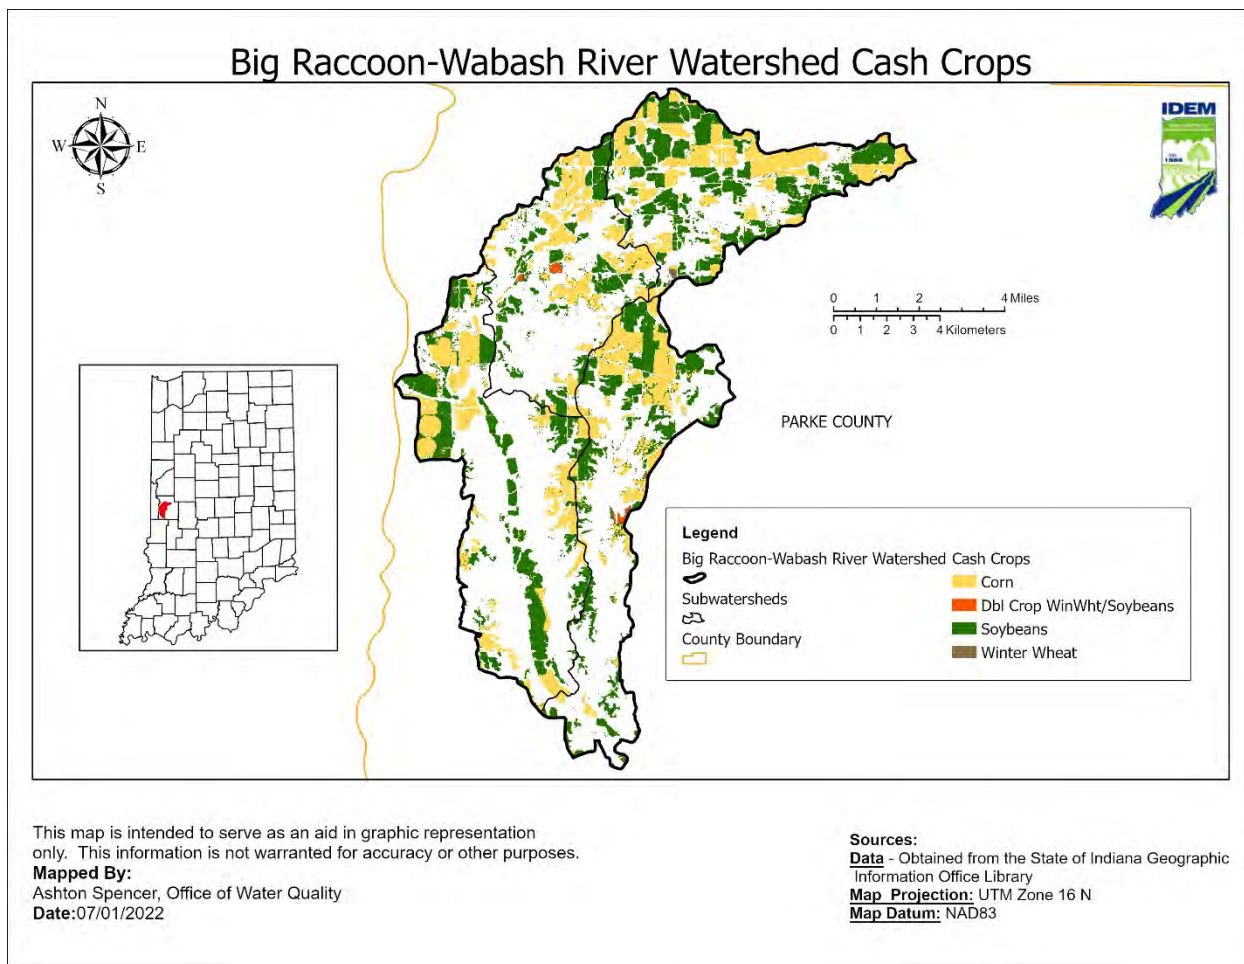 Big Raccoon-Wabash River Watershed Cash Crops
N
W E
S
IDEM
1986
0 1 2 4 Miles
0 1 2 3 4 Kilometers
PARKE COUNTY
Legend
Big Raccoon-Wabash River Watershed
Subwatersheds
County Boundary
Cash Crops
Corn
Dbl Crop WinWht/Soybeans
Soybeans
Winter Wheat
This map is intended to serve as an aid in graphic representation
only. This information is not warranted for accuracy or other purposes.
Mapped By:
Ashton Spencer, Office of Water Quality
Date:07/01/2022
Sources:
Data - Obtained from the State of Indiana Geographic
Information Office Library
Map Projection: UTM Zone 16 N
Map Datum: NAD83